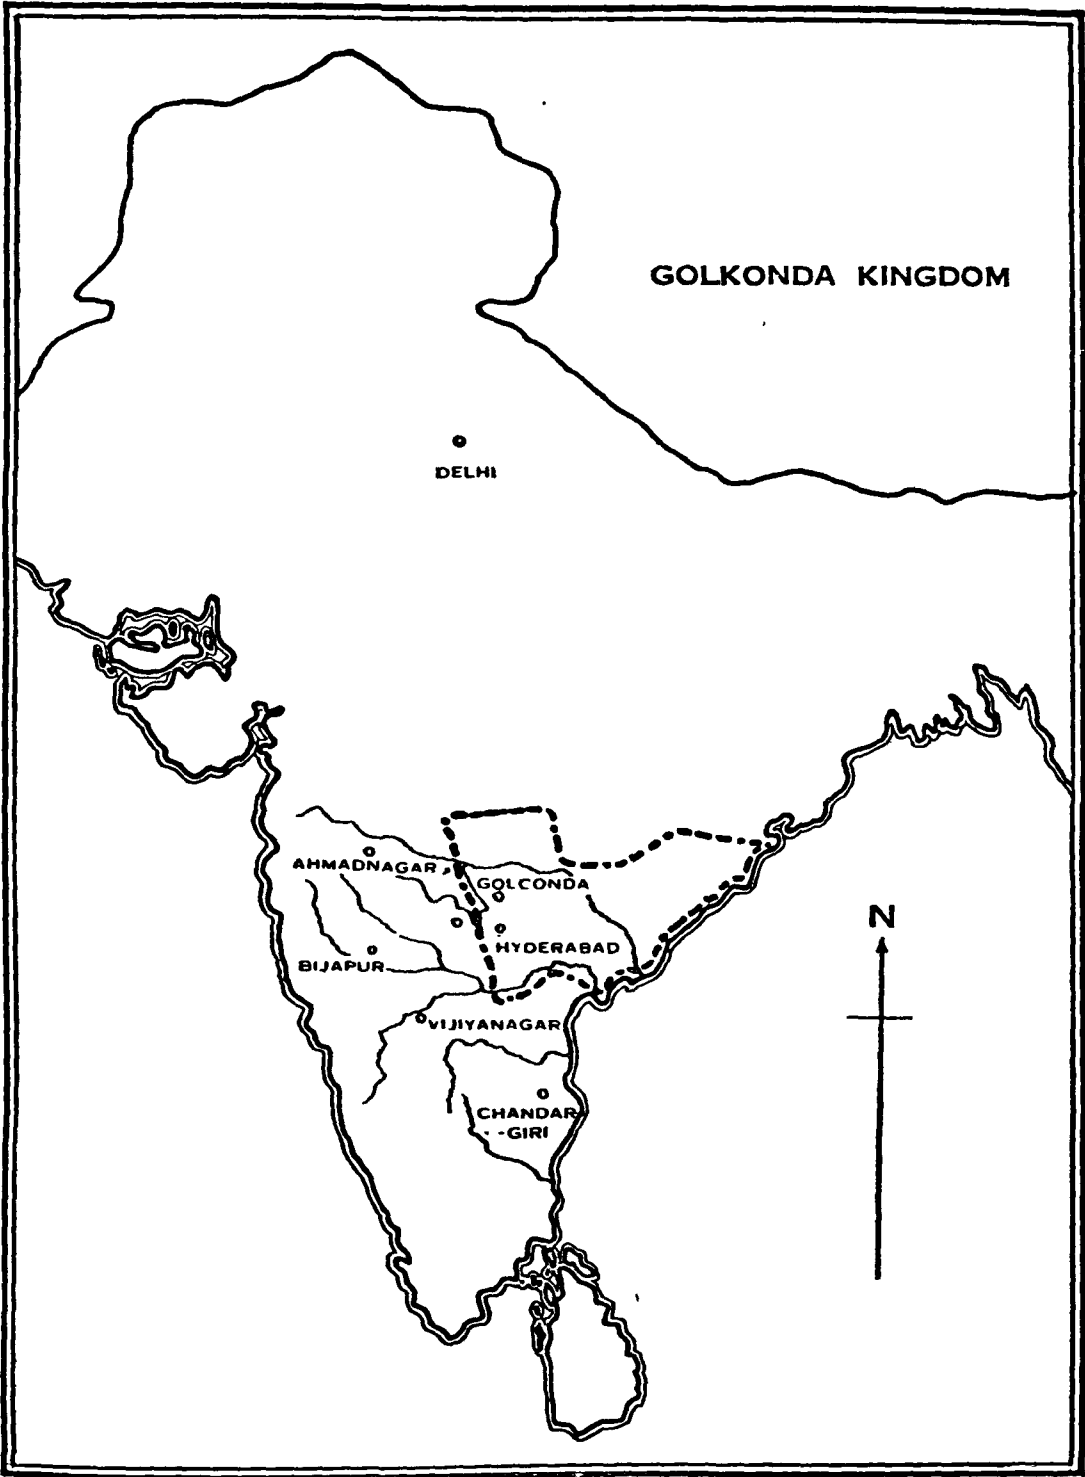 GOLKONDA KINGDOM
DELHI
AHMADNAGAR
GOLCONDA
N
HYDERABAD
BIJAPUR
VIJIYANAGAR
CHANDAR
- -GIRI